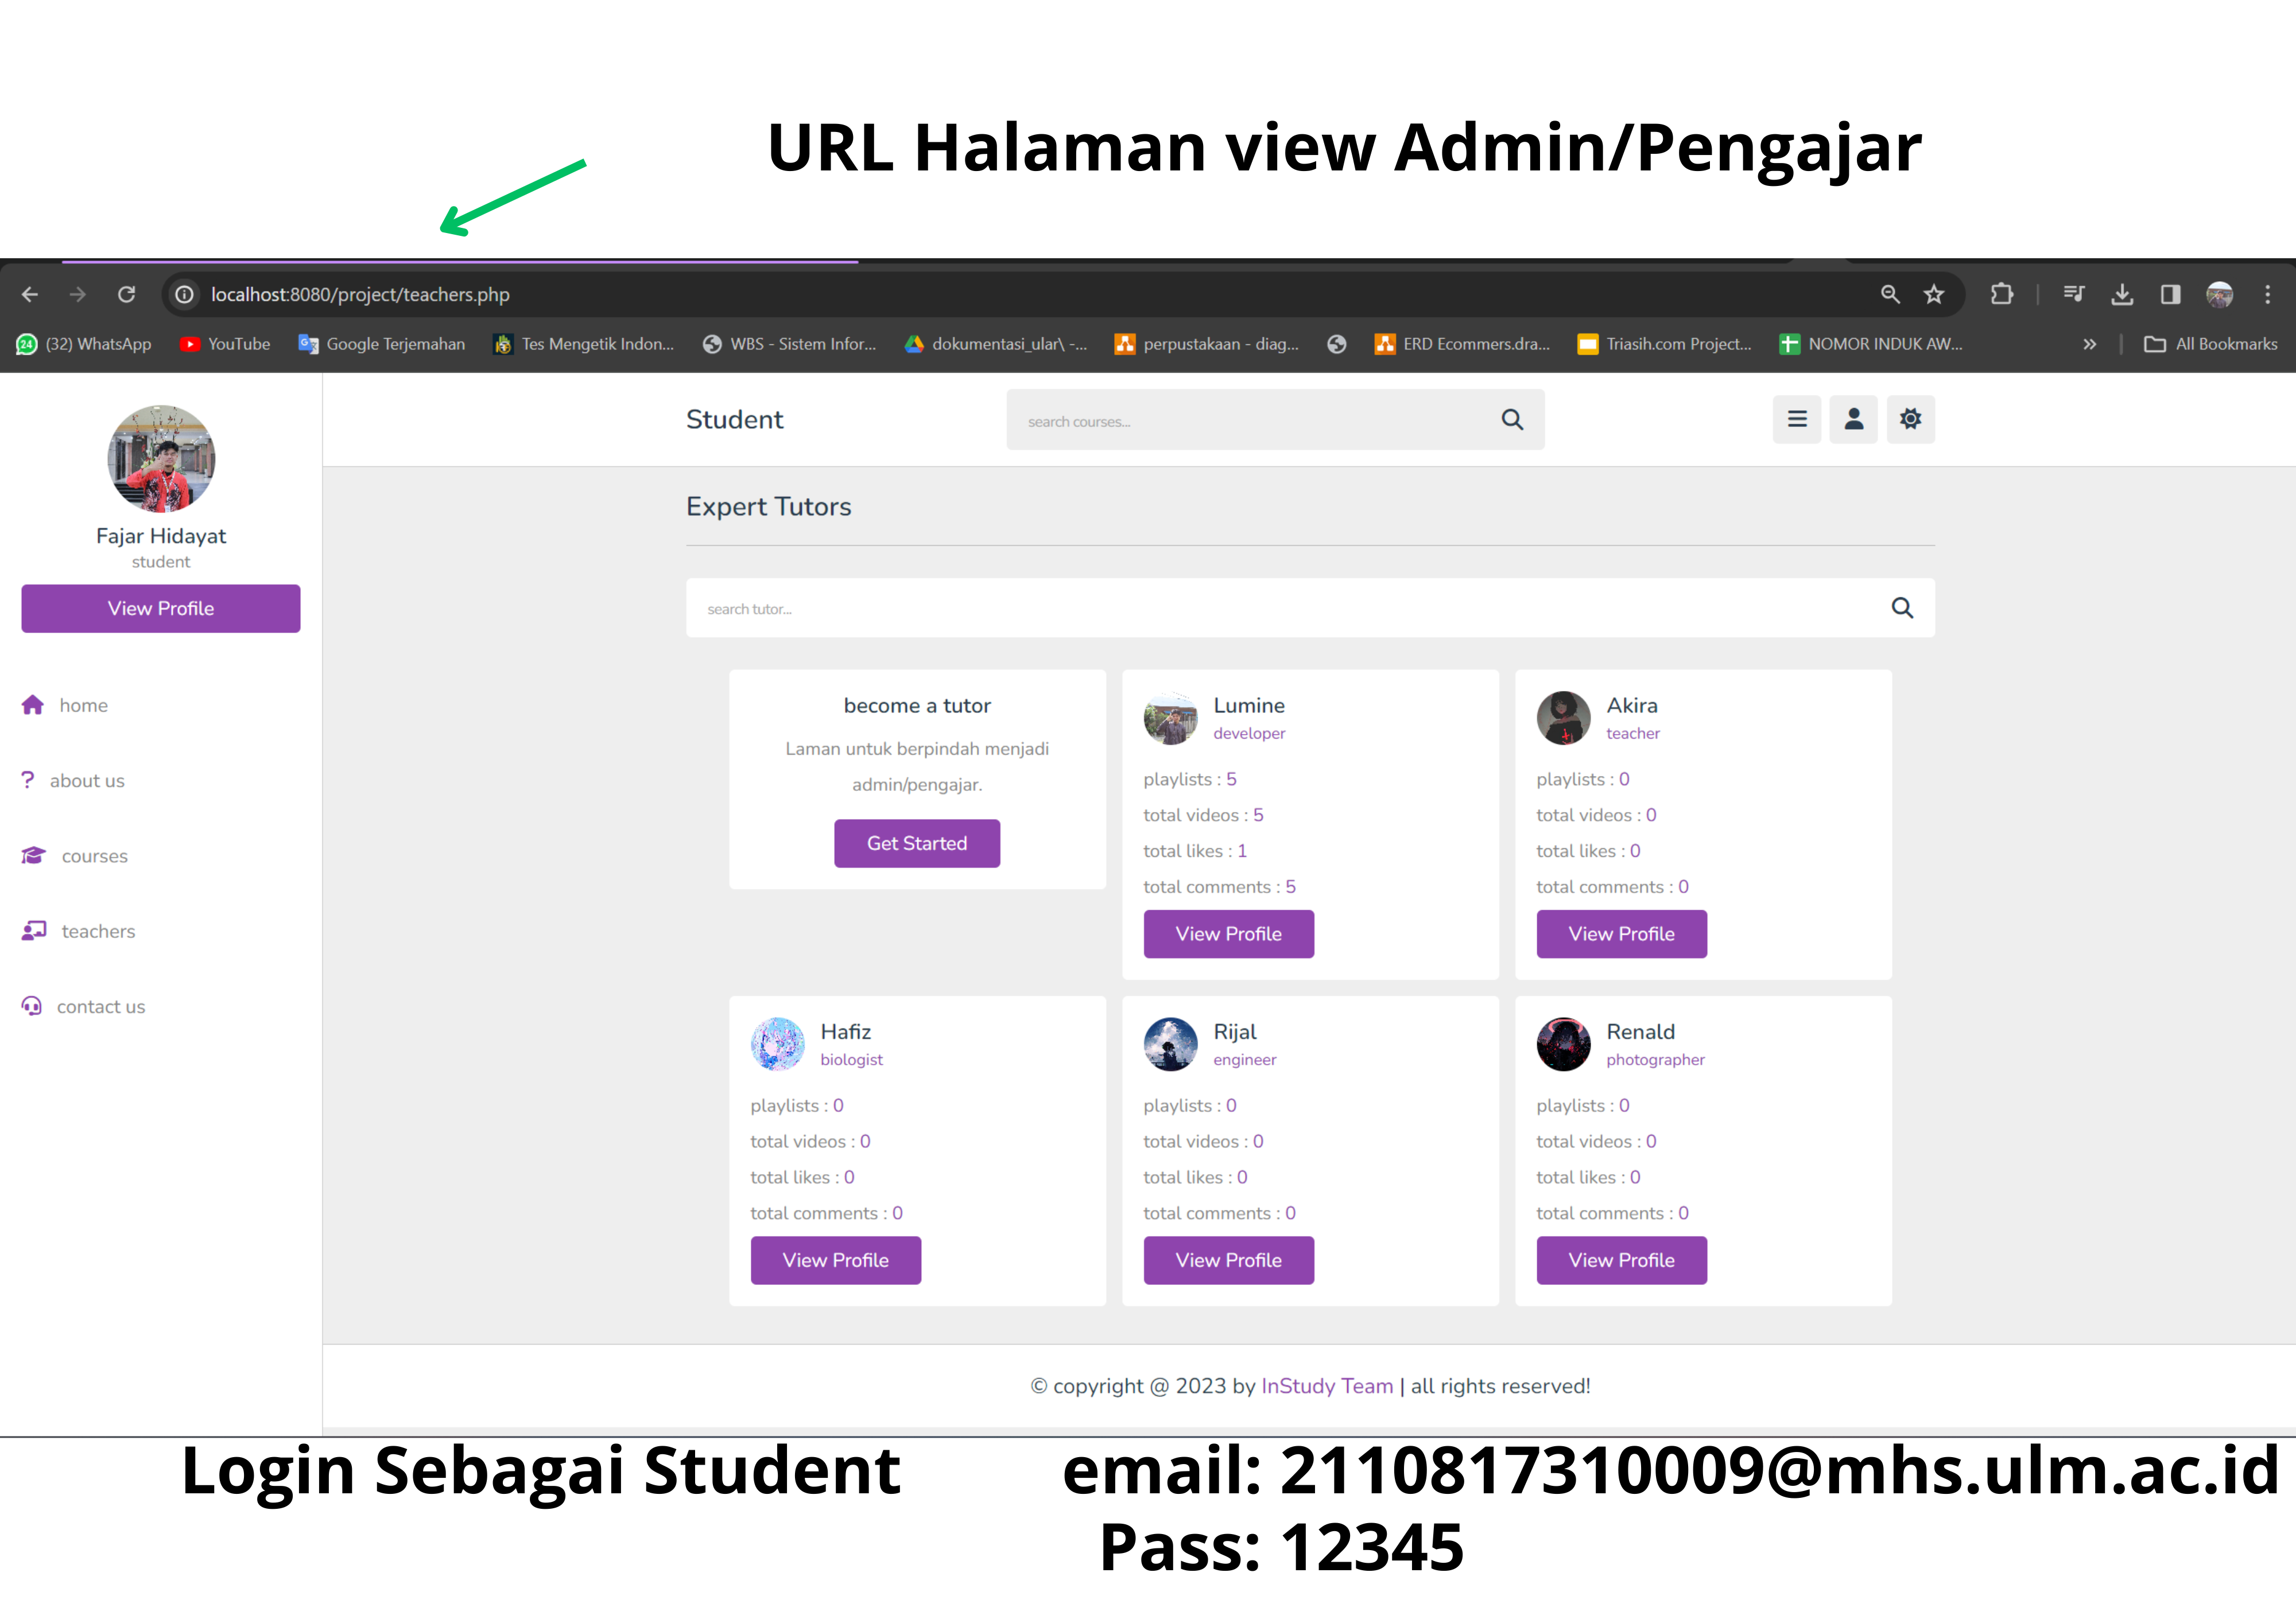 URL Halaman view Admin/Pengajar
localhost:8080/project/teachers.php
24 (32) WhatsApp YouTube Google Terjemahan Tes Mengetik Indon... WBS - Sistem Infor... dokumentasi_ular\ -... perpustakaan - diag... ERD Ecommers.dra... Triasih.com Project... NOMOR INDUK AW... » All Bookmarks
Fajar Hidayat
student
View Profile
home
? about us
courses
teachers
contact us
Student
search courses...
Expert Tutors
search tutor...
become a tutor
Laman untuk berpindah menjadi
admin/pengajar.
Get Started
Lumine
developer
playlists : 5
total videos : 5
total likes : 1
total comments : 5
View Profile
Akira
teacher
playlists : 0
total videos : 0
total likes : 0
total comments : 0
View Profile
Hafiz
biologist
playlists : 0
total videos : 0
total likes : 0
total comments : 0
View Profile
Rijal
engineer
playlists : 0
total videos : 0
total likes : 0
total comments : 0
View Profile
Renald
photographer
playlists : 0
total videos : 0
total likes : 0
total comments : 0
View Profile
© copyright @ 2023 by InStudy Team | all rights reserved!
Login Sebagai Student
email: 2110817310009@mhs.ulm.ac.id
Pass: 12345